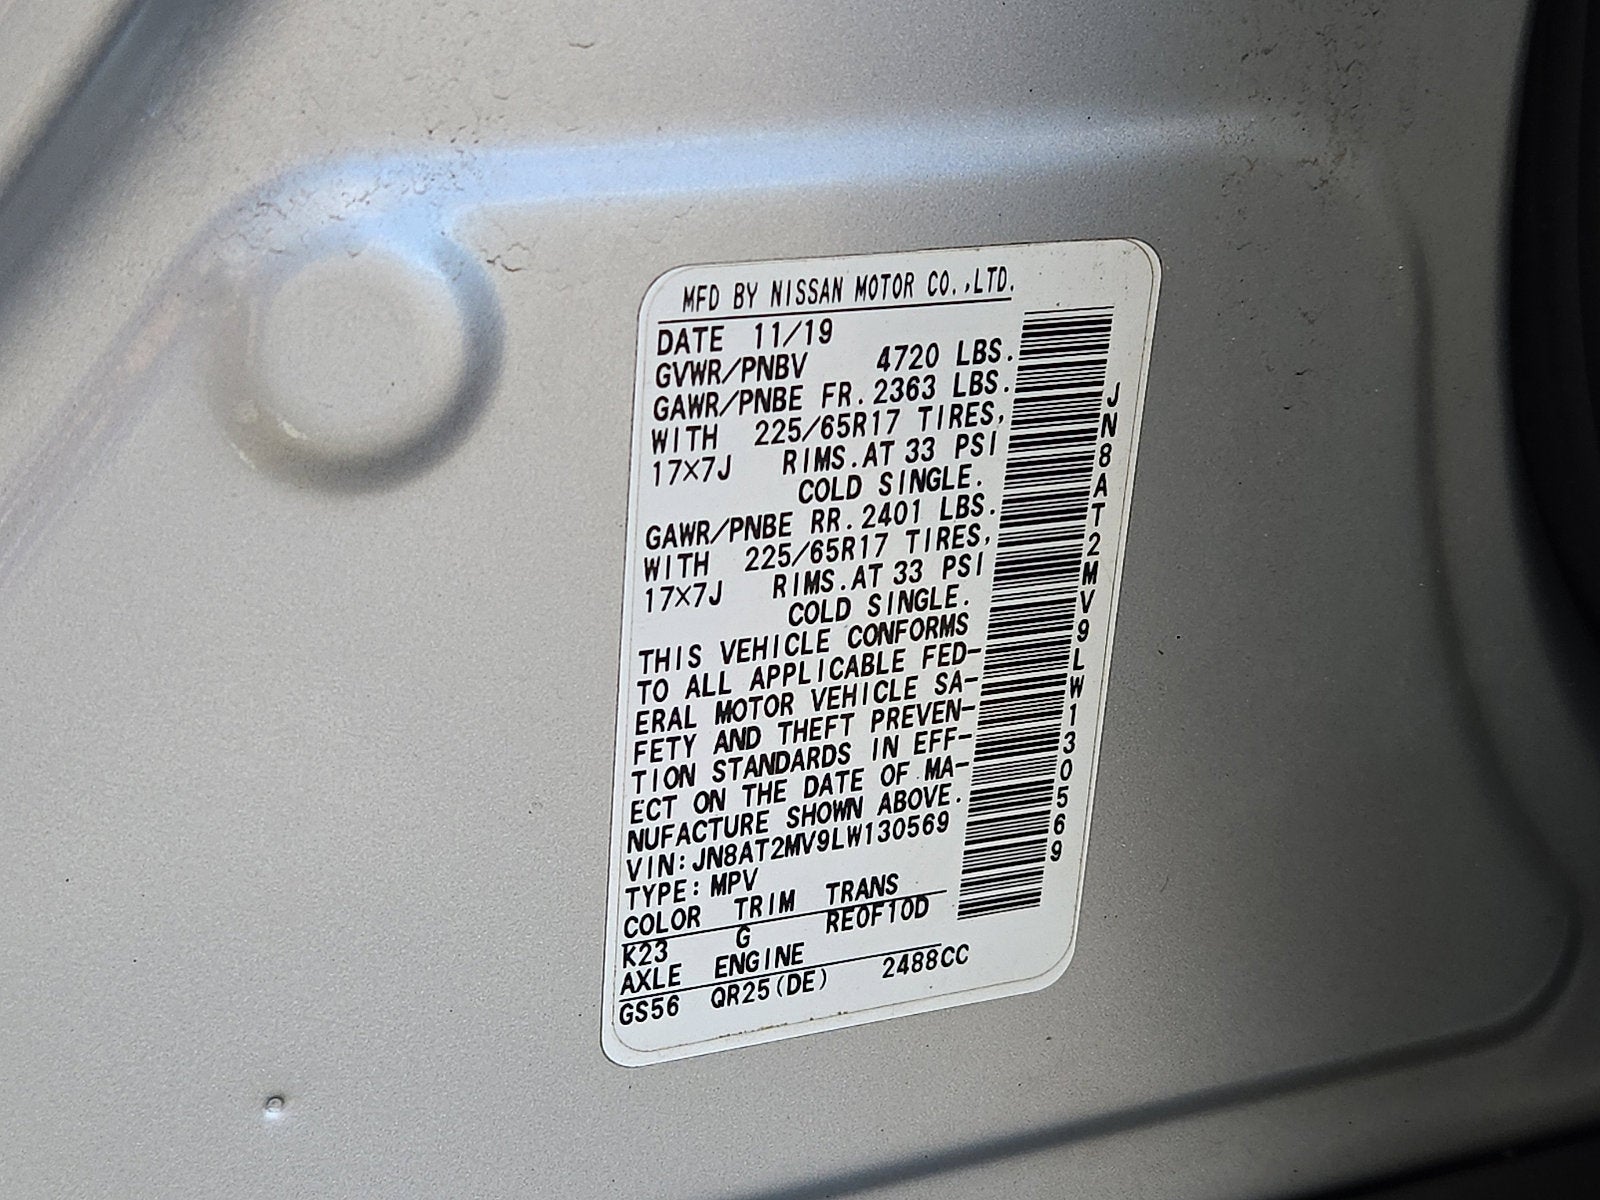 MFD BY NISSAN MOTOR CO.,LTD.
DATE 11/19
GVWR/PNBV 4720 LBS.
GAWR/PNBE FR.2363 LBS.
WITH 225/65R17 TIRES,
17×7J RIMS.AT 33 PSI
COLD SINGLE.
GAWR/PNBE RR.2401 LBS.
WITH 225/65R17 TIRES,
17×7J RIMS.AT 33 PSI
COLD SINGLE.
THIS VEHICLE CONFORMS
TO ALL APPLICABLE FED-
ERAL MOTOR VEHICLE SA-
FETY AND THEFT PREVEN-
TION STANDARDS IN EFF-
ECT ON THE DATE OF MA-
NUFACTURE SHOWN ABOVE.
VIN:JN8AT2MV9LW130569
TYPE:MPV
COLOR TRIM TRANS
K23 G RE0F10D
AXLE ENGINE
GS56 QR25(DE) 2488CC
JN8AT2MV9LW130569